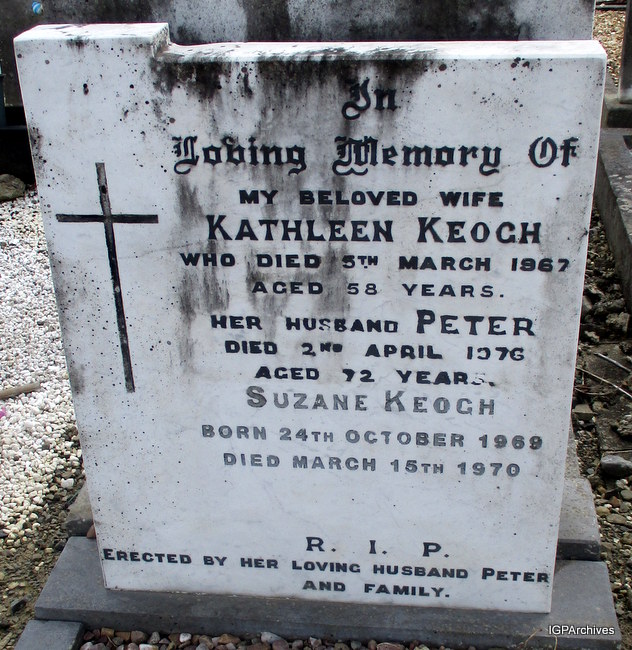 In
Loving Memory Of
MY BELOVED WIFE
KATHLEEN KEOGH
WHO DIED 5TH MARCH 1967
AGED 58 YEARS.
HER HUSBAND PETER
DIED 2ND APRIL 1976
AGED 72 YEARS.
SUZANE KEOGH
BORN 24TH OCTOBER 1969
DIED MARCH 15TH 1970
R. I. P.
ERECTED BY HER LOVING HUSBAND PETER
AND FAMILY.
IGPArchives